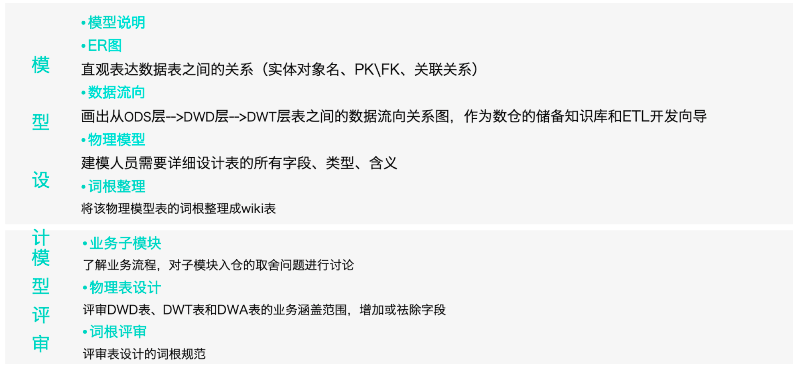 模型设计
•模型说明
•ER图
直观表达数据表之间的关系（实体对象名、PK\FK、关联关系）
•数据流向
画出从ODS层-->DWD层-->DWT层表之间的数据流向关系图，作为数仓的储备知识库和ETL开发向导
•物理模型
建模人员需要详细设计表的所有字段、类型、含义
•词根整理
将该物理模型表的词根整理成wiki表
模型评审
•业务子模块
了解业务流程，对子模块入仓的取舍问题进行讨论
•物理表设计
评审DWD表、DWT表和DWA表的业务涵盖范围，增加或祛除字段
•词根评审
评审表设计的词根规范